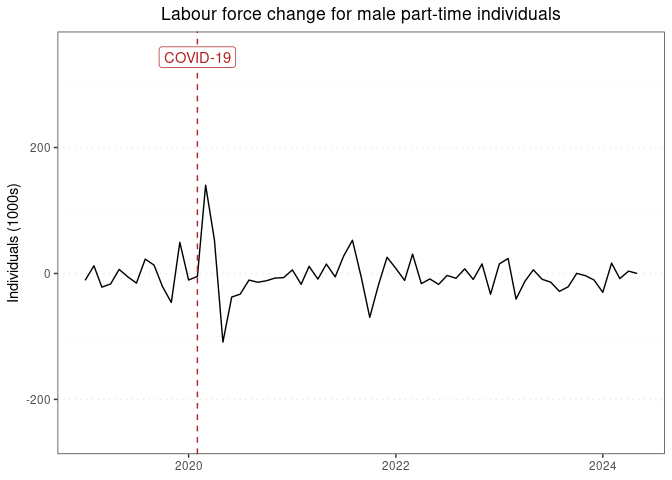 Labour force change for male part-time individuals
COVID-19
Individuals (1000s)
200
0
-200
2020
2022
2024